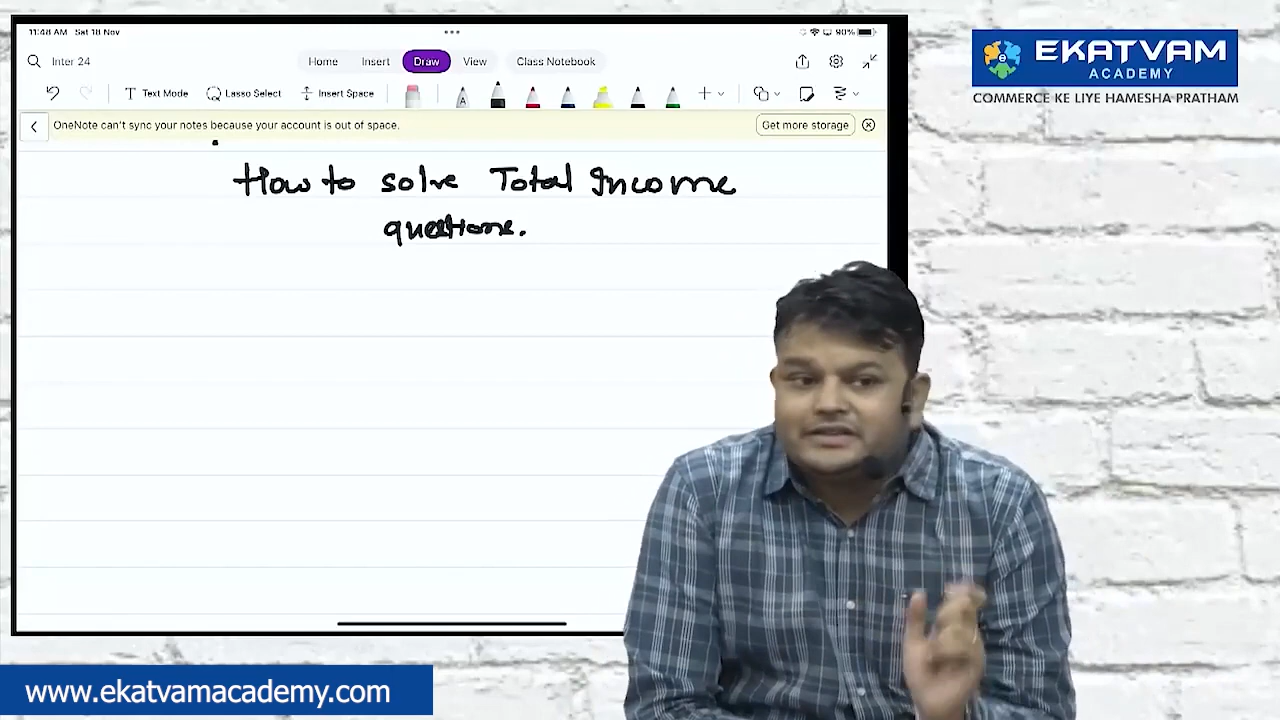 11:48 AM Sat 18 Nov
90%
Inter 24
Home Insert Draw View Class Notebook
Text Mode Lasso Select Insert Space
OneNote can't sync your notes because your account is out of space.
Get more storage
How to solve Total Income
questions.
EKATVAM
ACADEMY
COMMERCE KE LIYE HAMESHA PRATHAM
www.ekatvamacademy.com